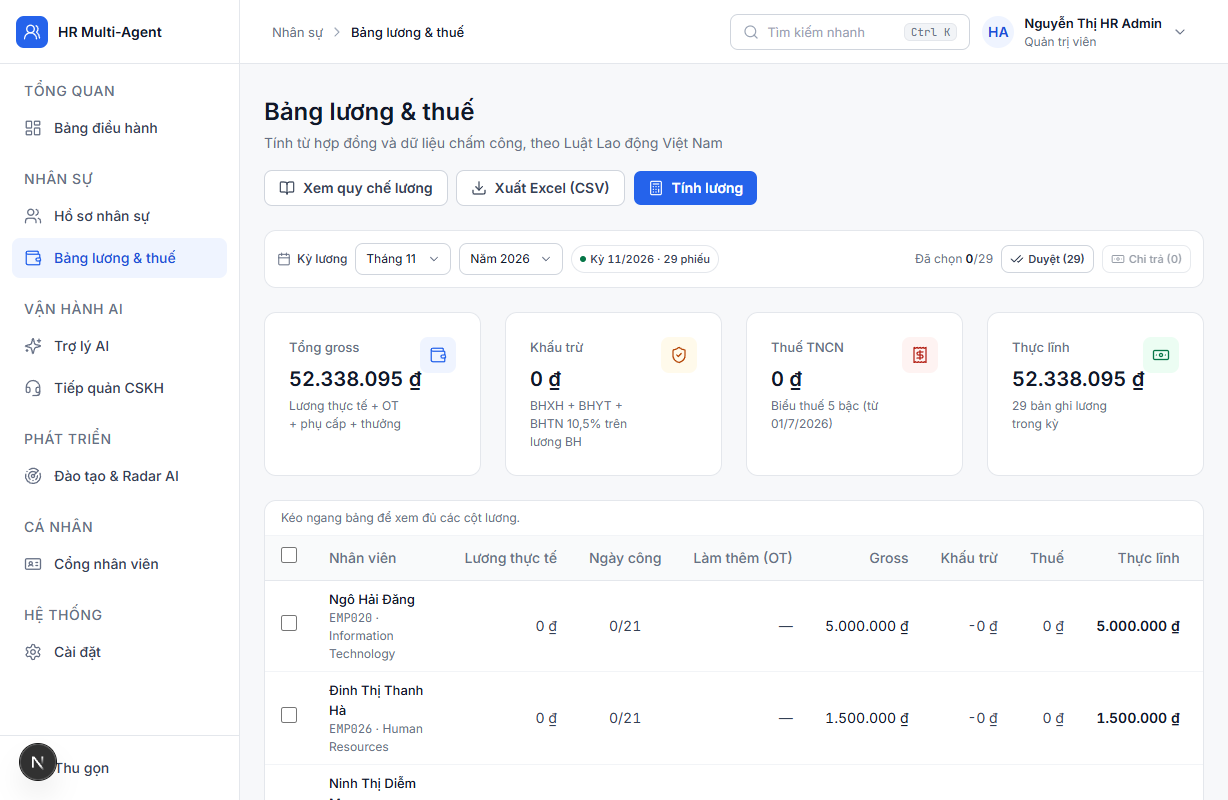 HR Multi-Agent
Nhân sự > Bảng lương & thuế
Tìm kiếm nhanh Ctrl K
HA Nguyễn Thị HR Admin
Quản trị viên
TỔNG QUAN
Bảng điều hành
NHÂN SỰ
Hồ sơ nhân sự
Bảng lương & thuế
VẬN HÀNH AI
Trợ lý AI
Tiếp quản CSKH
PHÁT TRIỂN
Đào tạo & Radar AI
CÁ NHÂN
Cổng nhân viên
HỆ THỐNG
Cài đặt
N Thu gọn
Bảng lương & thuế
Tính từ hợp đồng và dữ liệu chấm công, theo Luật Lao động Việt Nam
Xem quy chế lương Xuất Excel (CSV) Tính lương
Kỳ lương Tháng 11 Năm 2026 Kỳ 11/2026 · 29 phiếu Đã chọn 0/29 Duyệt (29) Chi trả (0)
Tổng gross
52.338.095 ₫
Lương thực tế + OT
+ phụ cấp + thưởng
Khấu trừ
0 ₫
BHXH + BHYT +
BHTN 10,5% trên
lương BH
Thuế TNCN
0 ₫
Biểu thuế 5 bậc (từ
01/7/2026)
Thực lĩnh
52.338.095 ₫
29 bản ghi lương
trong kỳ
Kéo ngang bảng để xem đủ các cột lương.
Nhân viên Lương thực tế Ngày công Làm thêm (OT) Gross Khấu trừ Thuế Thực lĩnh
Ngô Hải Đăng
EMP020 ·
Information
Technology
0 ₫ 0/21 — 5.000.000 ₫ -0 ₫ 0 ₫ 5.000.000 ₫
Đinh Thị Thanh
Hà
EMP026 · Human
Resources
0 ₫ 0/21 — 1.500.000 ₫ -0 ₫ 0 ₫ 1.500.000 ₫
Ninh Thị Diễm